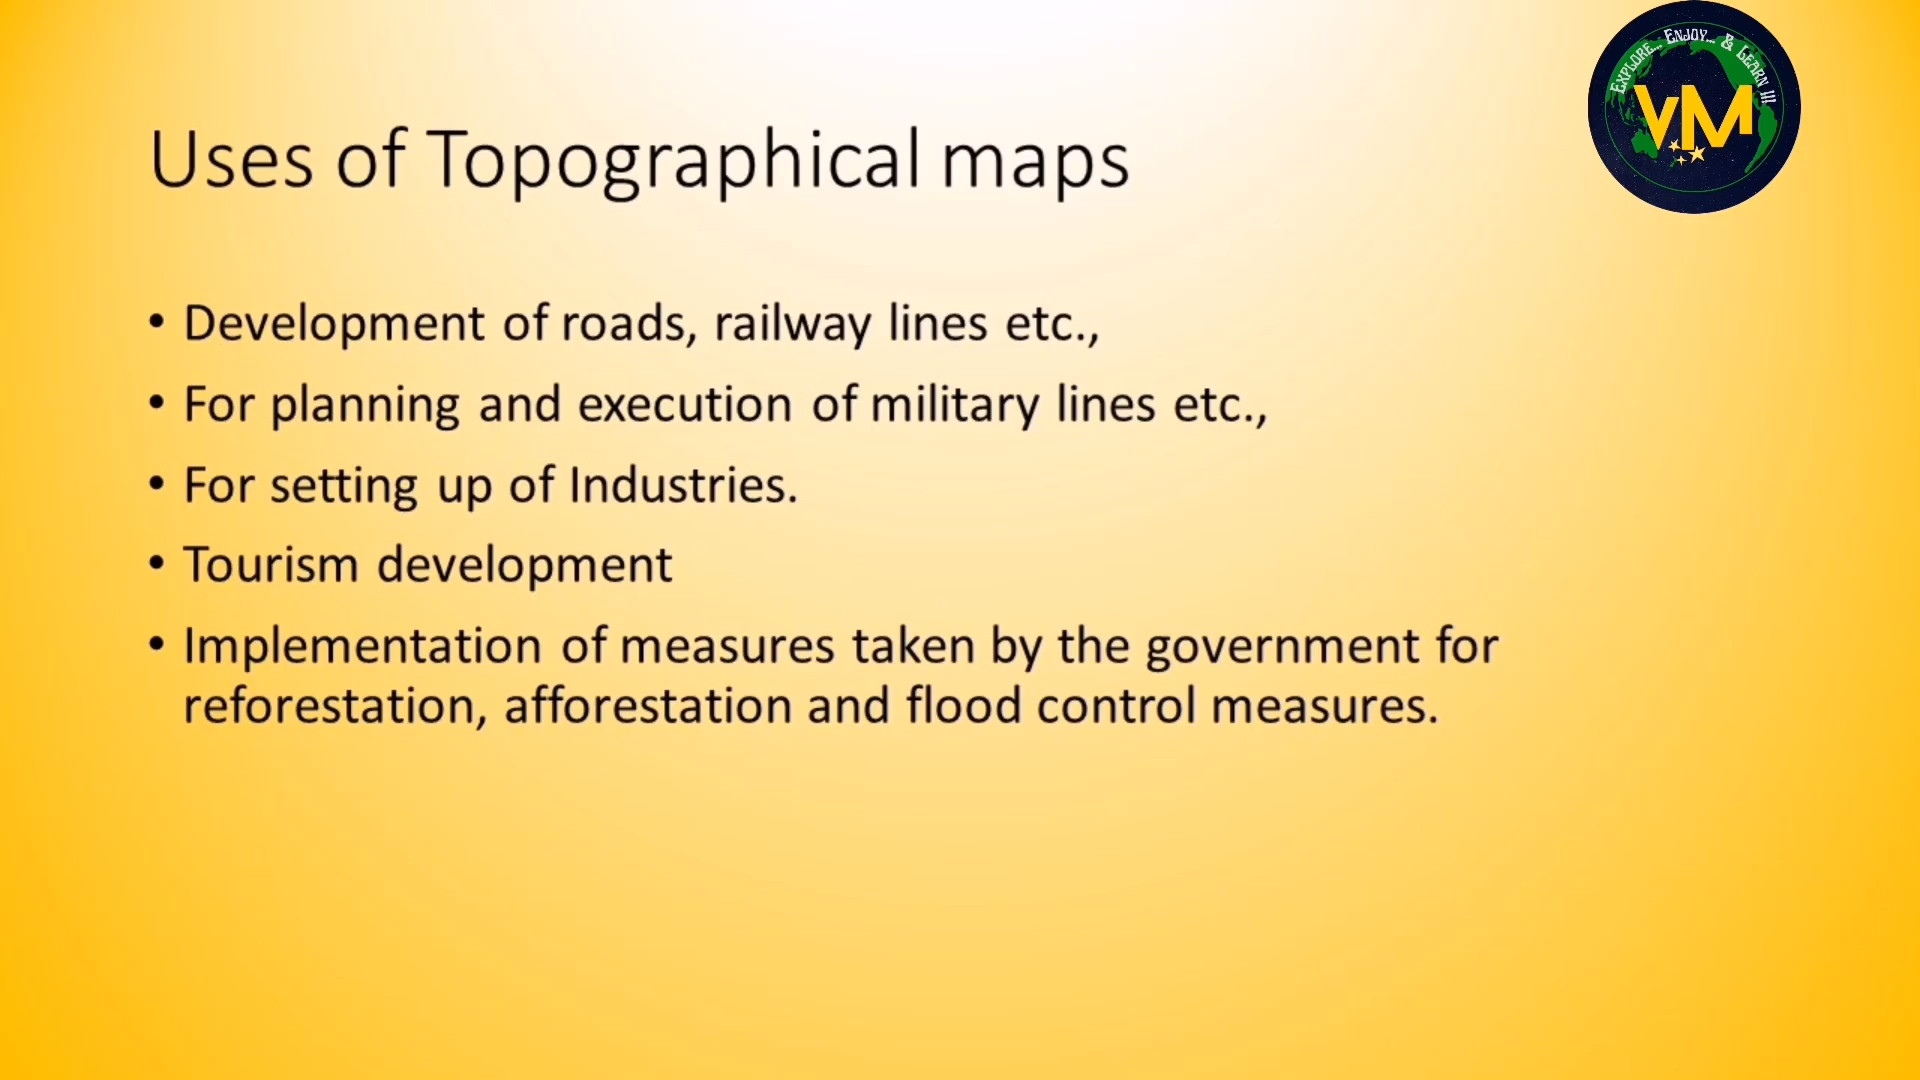 EXPLORE... ENJOY... & LEARN !!!
VM
Uses of Topographical maps
• Development of roads, railway lines etc.,
• For planning and execution of military lines etc.,
• For setting up of Industries.
• Tourism development
• Implementation of measures taken by the government for
reforestation, afforestation and flood control measures.